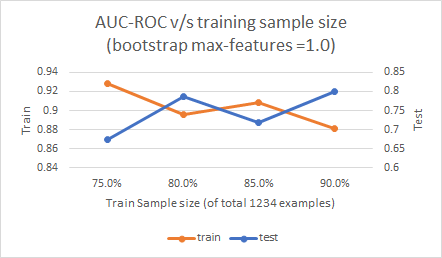 AUC-ROC v/s training sample size
(bootstrap max-features =1.0)
0.94
0.92
0.9
0.88
0.86
0.84
Train
0.85
0.8
0.75
0.7
0.65
0.6
Test
75.0%
80.0%
85.0%
90.0%
Train Sample size (of total 1234 examples)
train
test